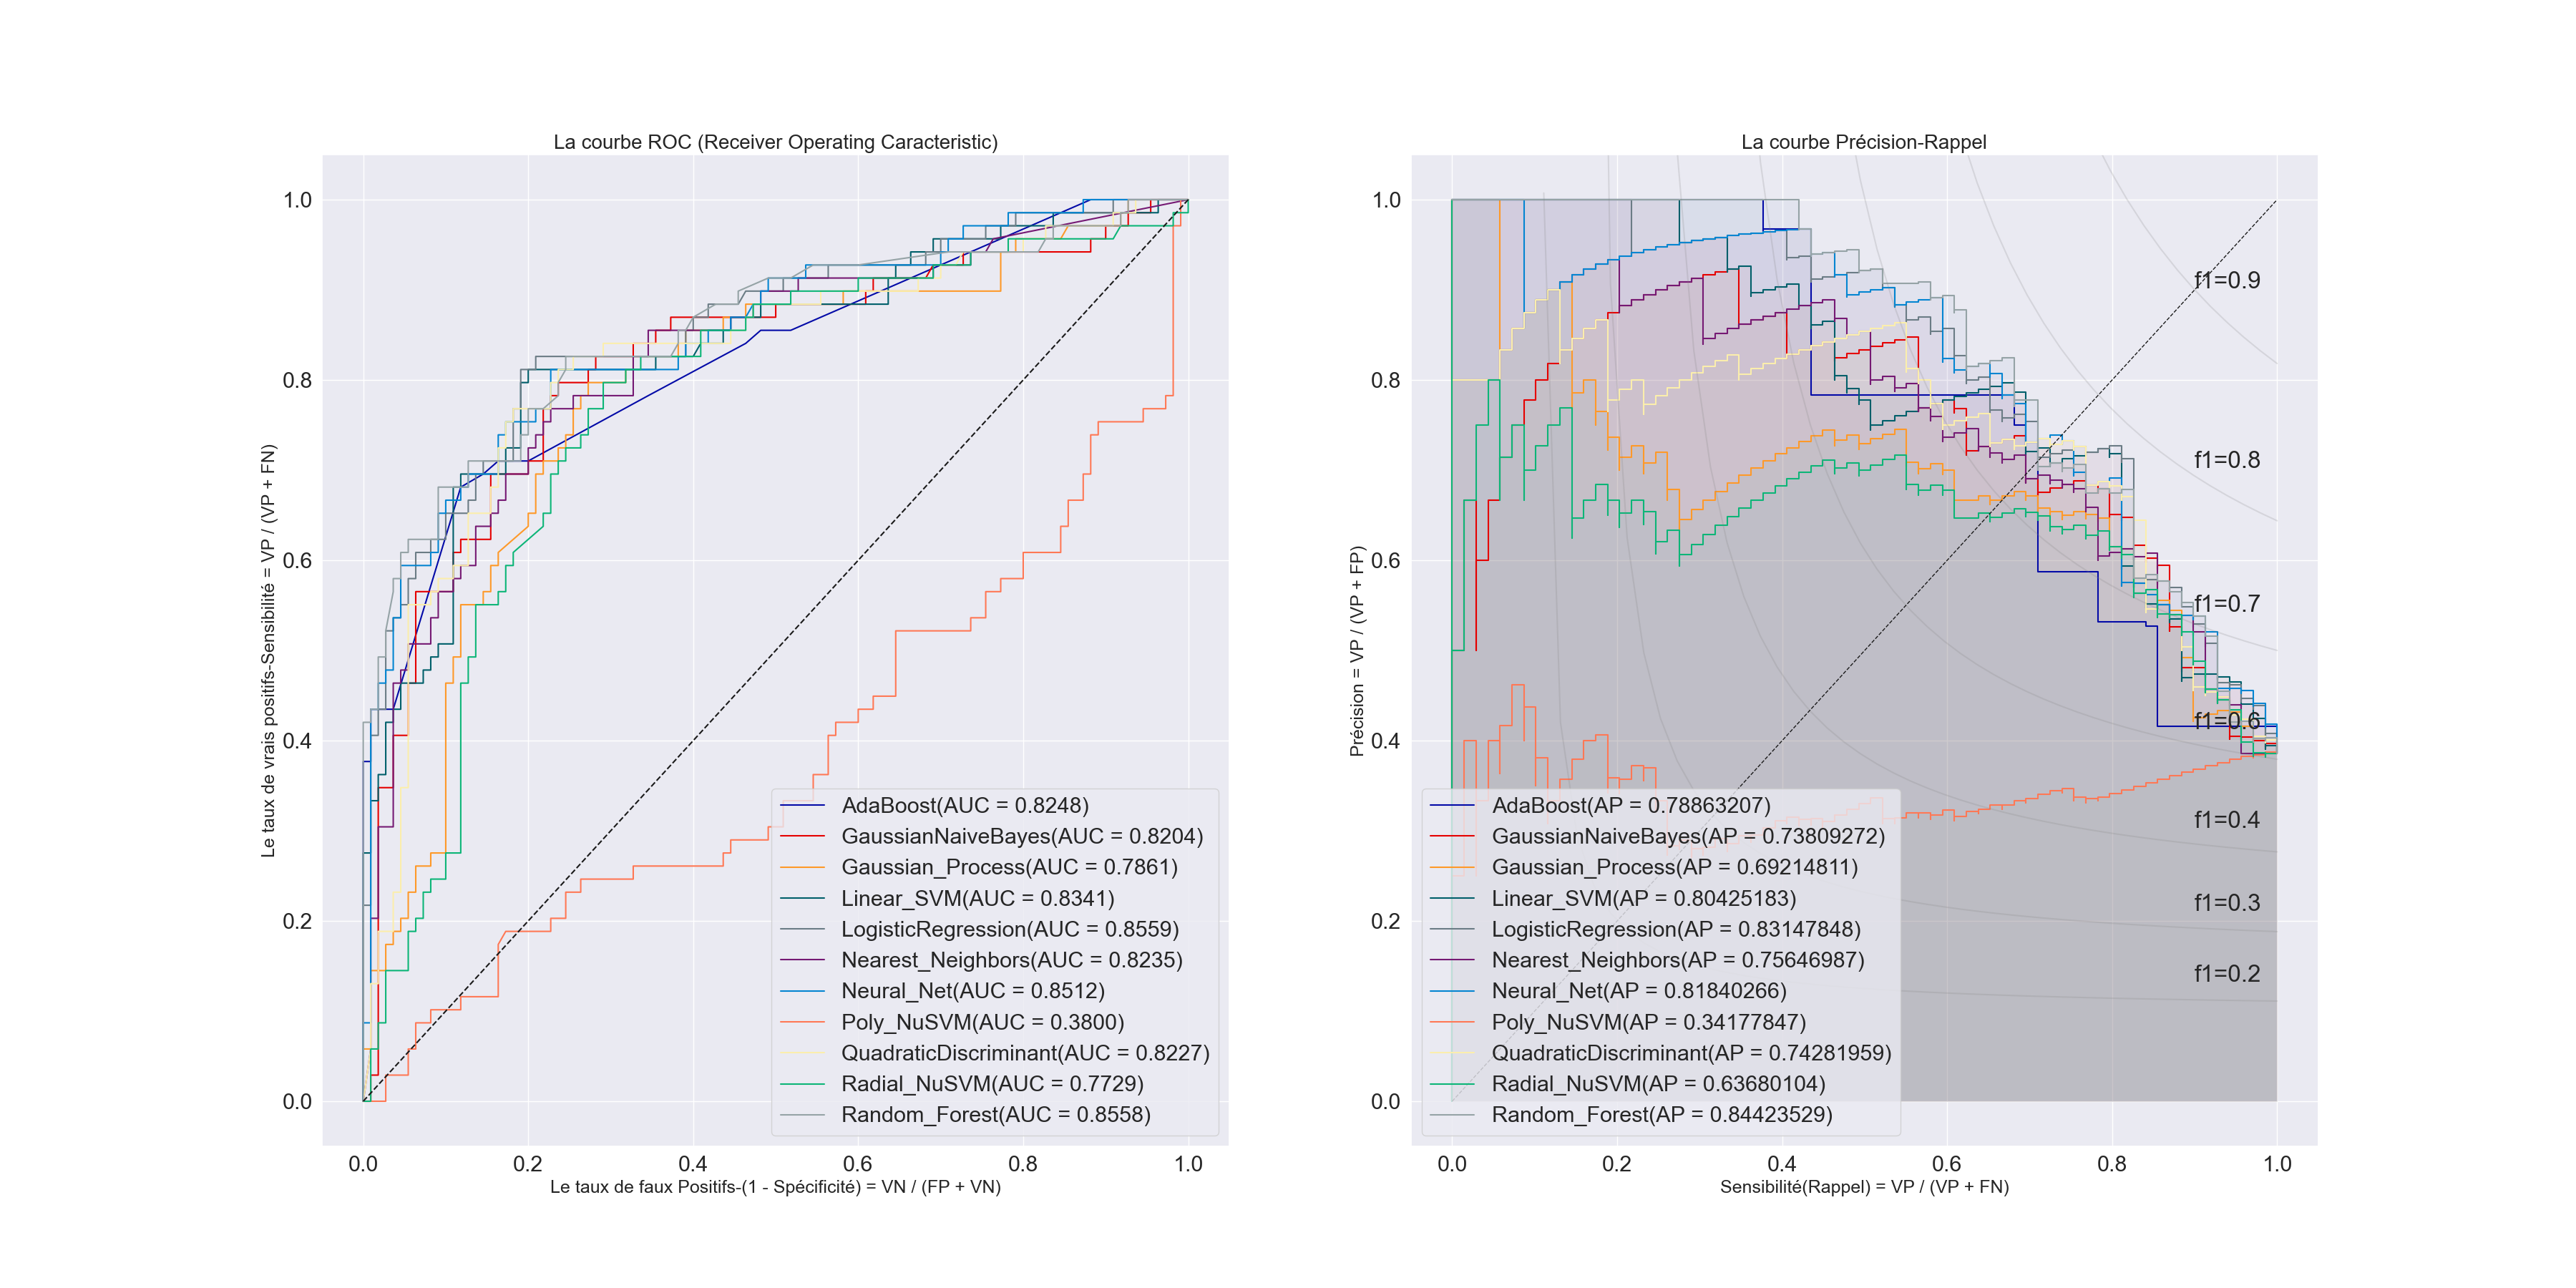 La courbe ROC (Receiver Operating Caracteristic)
Le taux de vrais positifs-Sensibilité = VP / (VP + FN)
1.0
0.8
0.6
0.4
0.2
0.0
AdaBoost(AUC = 0.8248)
GaussianNaiveBayes(AUC = 0.8204)
Gaussian_Process(AUC = 0.7861)
Linear_SVM(AUC = 0.8341)
LogisticRegression(AUC = 0.8559)
Nearest_Neighbors(AUC = 0.8235)
Neural_Net(AUC = 0.8512)
Poly_NuSVM(AUC = 0.3800)
QuadraticDiscriminant(AUC = 0.8227)
Radial_NuSVM(AUC = 0.7729)
Random_Forest(AUC = 0.8558)
0.0 0.2 0.4 0.6 0.8 1.0
Le taux de faux Positifs-(1 - Spécificité) = VN / (FP + VN)
La courbe Précision-Rappel
Précision = VP / (VP + FP)
1.0
0.8
0.6
0.4
0.2
0.0
f1=0.9
f1=0.8
f1=0.7
f1=0.6
f1=0.4
f1=0.3
f1=0.2
AdaBoost(AP = 0.78863207)
GaussianNaiveBayes(AP = 0.73809272)
Gaussian_Process(AP = 0.69214811)
Linear_SVM(AP = 0.80425183)
LogisticRegression(AP = 0.83147848)
Nearest_Neighbors(AP = 0.75646987)
Neural_Net(AP = 0.81840266)
Poly_NuSVM(AP = 0.34177847)
QuadraticDiscriminant(AP = 0.74281959)
Radial_NuSVM(AP = 0.63680104)
Random_Forest(AP = 0.84423529)
0.0 0.2 0.4 0.6 0.8 1.0
Sensibilité(Rappel) = VP / (VP + FN)